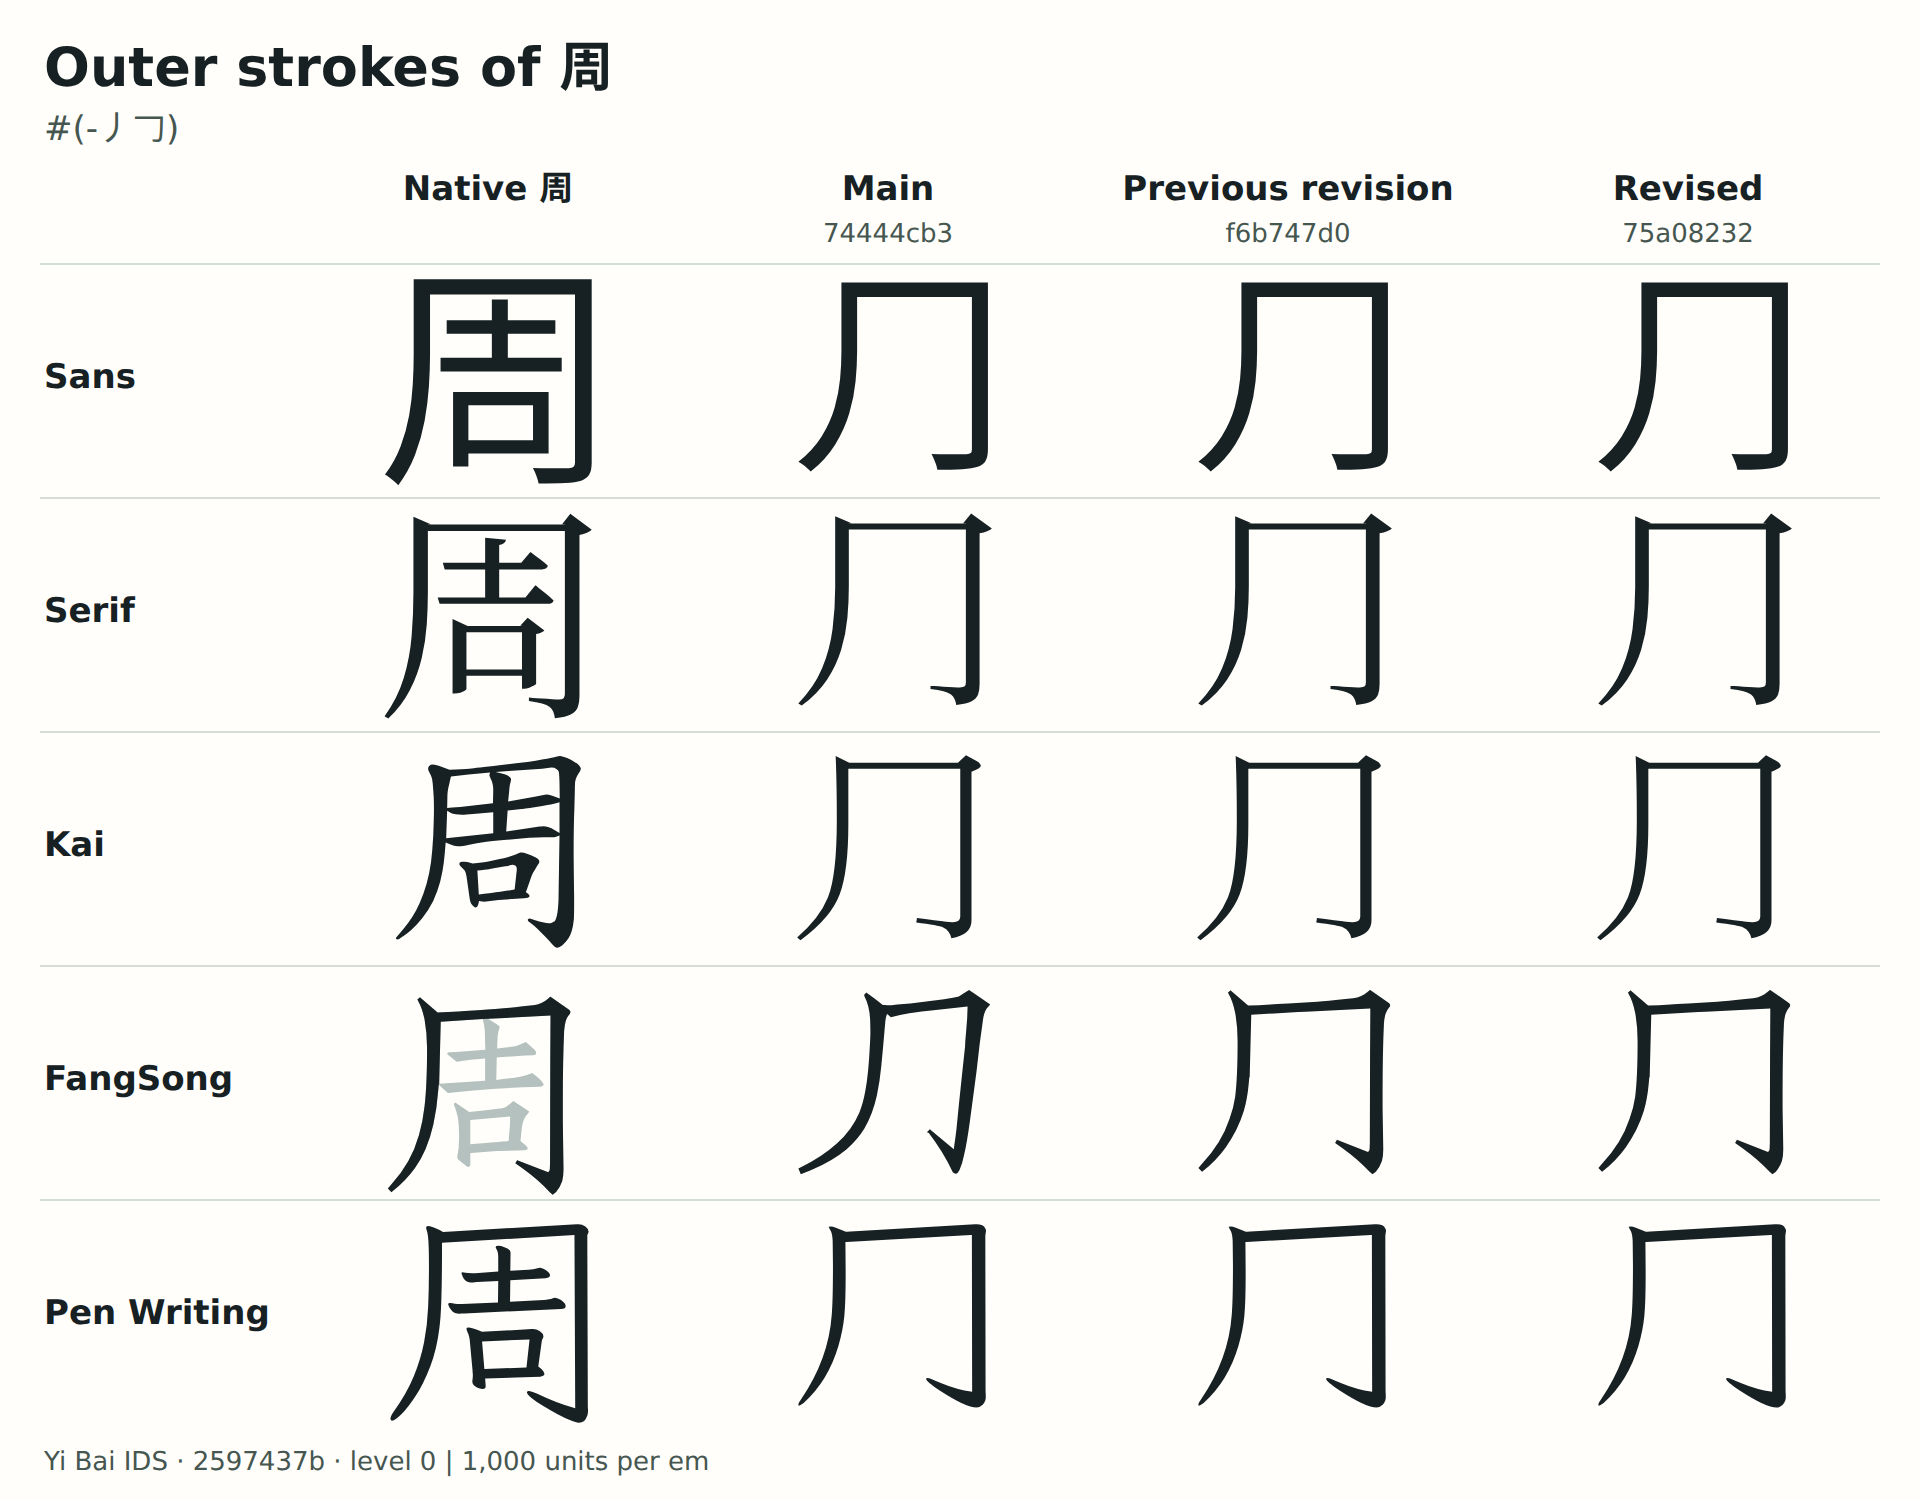 Outer strokes of 周
#(-丿㇆)
Native 周 Main Previous revision Revised
74444cb3 f6b747d0 75a08232
Sans 周
Serif 周
Kai 周
FangSong 周
Pen Writing 周
Yi Bai IDS · 2597437b · level 0 | 1,000 units per em